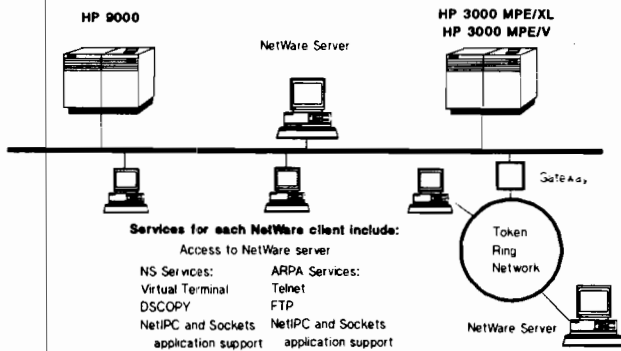 HP 9000
HP 3000 MPE/XL
HP 3000 MPE/V
NetWare Server
Gateway
Services for each NetWare client include:
Access to NetWare server
NS Services:
Virtual Terminal
DSCOPY
NetIPC and Sockets
application support
ARPA Services:
Telnet
FTP
NetIPC and Sockets
application support
Token
Ring
Network
NetWare Server